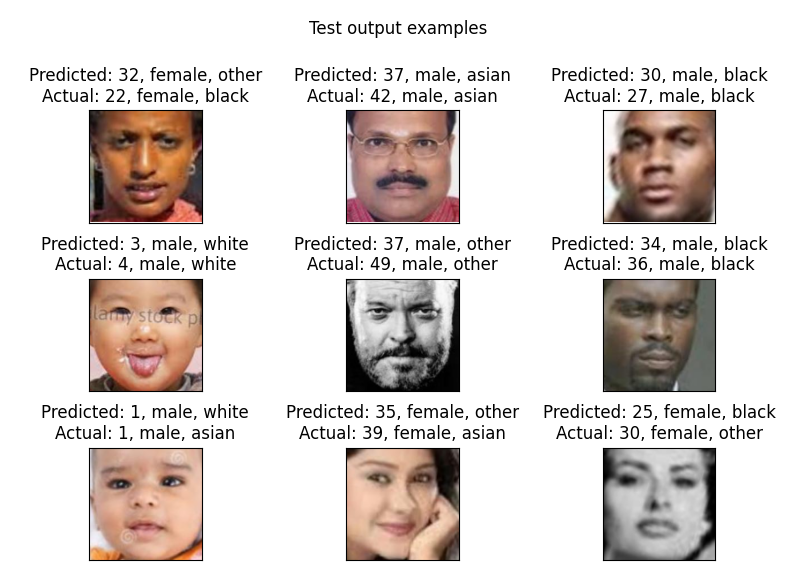 Test output examples
Predicted: 32, female, other
Actual: 22, female, black
Predicted: 37, male, asian
Actual: 42, male, asian
Predicted: 30, male, black
Actual: 27, male, black
Predicted: 3, male, white
Actual: 4, male, white
Predicted: 37, male, other
Actual: 49, male, other
Predicted: 34, male, black
Actual: 36, male, black
lamy stock p
Predicted: 1, male, white
Actual: 1, male, asian
Predicted: 35, female, other
Actual: 39, female, asian
Predicted: 25, female, black
Actual: 30, female, other